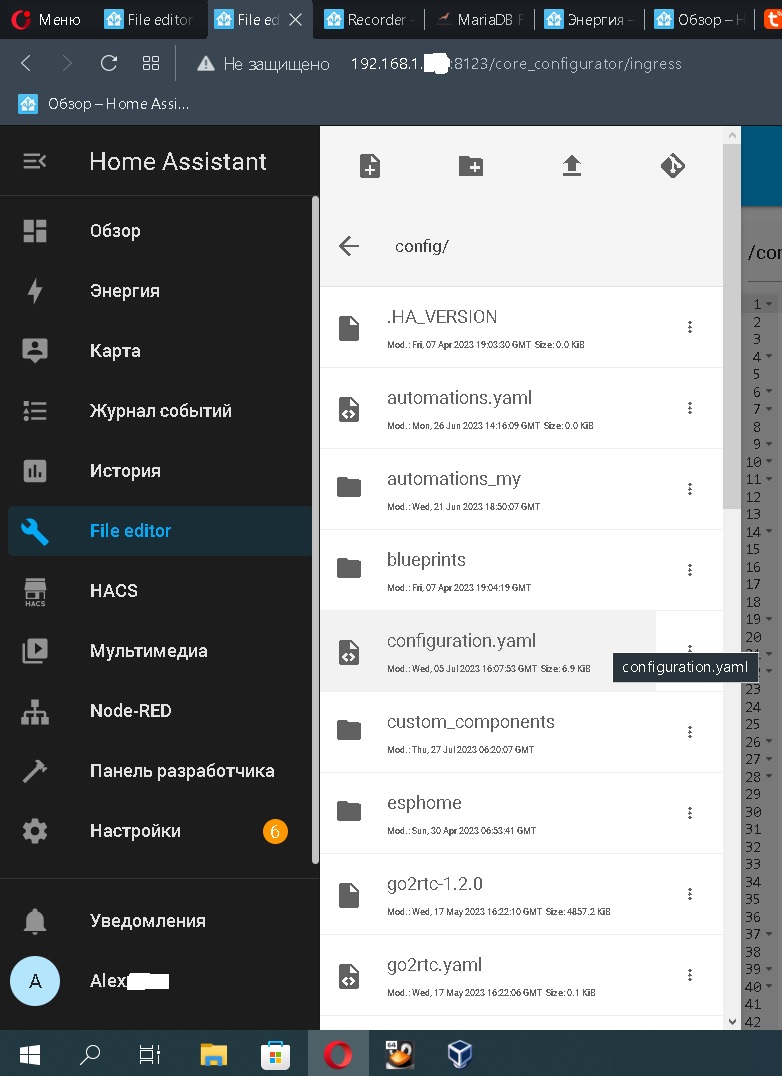 Меню
File editor
File ed
Recorder -
MariaDB F
Энергия –
Обзор – H
Не защищено
192.168.1. :8123/core_configurator/ingress
Обзор – Home Assi...
Home Assistant
Обзор
Энергия
Карта
Журнал событий
История
File editor
HACS
HACS
Мультимедиа
Node-RED
Панель разработчика
Настройки
6
Уведомления
A
Alex
config/
.HA_VERSION
Mod.: Fri, 07 Apr 2023 19:03:30 GMT Size: 0.0 KiB
automations.yaml
Mod.: Mon, 26 Jun 2023 14:16:09 GMT Size: 0.0 KiB
automations_my
Mod.: Wed, 21 Jun 2023 18:50:07 GMT
blueprints
Mod.: Fri, 07 Apr 2023 19:04:19 GMT
configuration.yaml
Mod.: Wed, 05 Jul 2023 16:07:53 GMT Size: 6.9 KiB
configuration.yaml
custom_components
Mod.: Thu, 27 Jul 2023 06:20:07 GMT
esphome
Mod.: Sun, 30 Apr 2023 06:53:41 GMT
go2rtc-1.2.0
Mod.: Wed, 17 May 2023 16:22:10 GMT Size: 4857.2 KiB
go2rtc.yaml
Mod.: Wed, 17 May 2023 16:22:06 GMT Size: 0.1 KiB
/cor
1
2
3
4
5
6
7
8
9
10
11
12
13
14
15
16
17
18
19
20
23
24
25
26
27
28
29
30
31
32
33
34
35
36
37
38
39
40
41
42
64